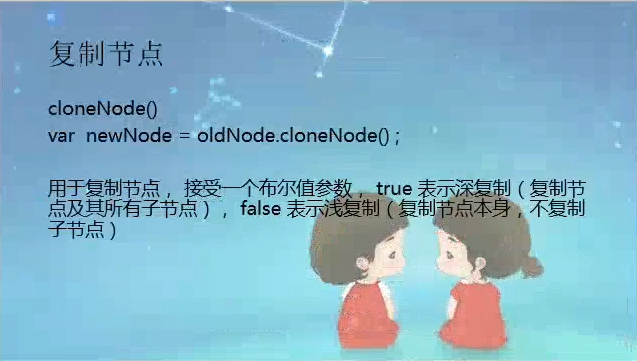 复制节点
cloneNode()
var newNode = oldNode.cloneNode() ;
用于复制节点， 接受一个布尔值参数， true 表示深复制（复制节
点及其所有子节点）， false 表示浅复制（复制节点本身，不复制
子节点）